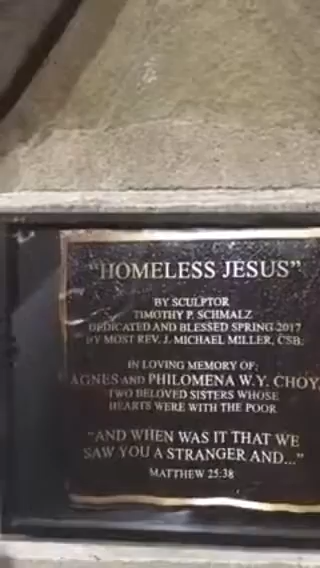 "HOMELESS JESUS"
BY SCULPTOR
TIMOTHY P. SCHMALZ
DEDICATED AND BLESSED SPRING 2017
BY MOST REV. J. MICHAEL MILLER, CSB.
IN LOVING MEMORY OF:
AGNES AND PHILOMENA W.Y. CHOY,
TWO BELOVED SISTERS WHOSE
HEARTS WERE WITH THE POOR
"AND WHEN WAS IT THAT WE
SAW YOU A STRANGER AND..."
MATTHEW 25:38